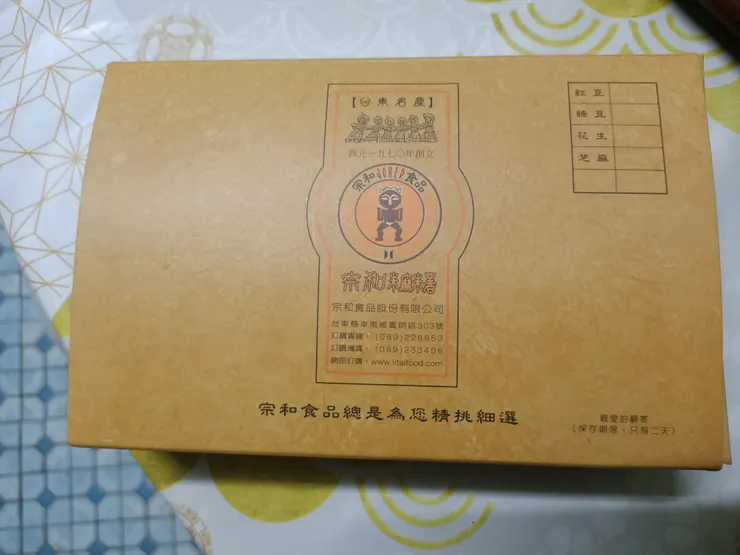 【台東名產】
西元一九七〇年創立
宗和食品
宗和米麻糬
宗和食品股份有限公司
台東縣卑南鄉賓朗路303號
訂購專線：(089)228853
訂購傳真：(089)233406
網路訂購：www.litaifood.com
宗和食品總是為您精挑細選
紅豆
綠豆
花生
芝麻
親愛的顧客
(保存期限，只有二天)